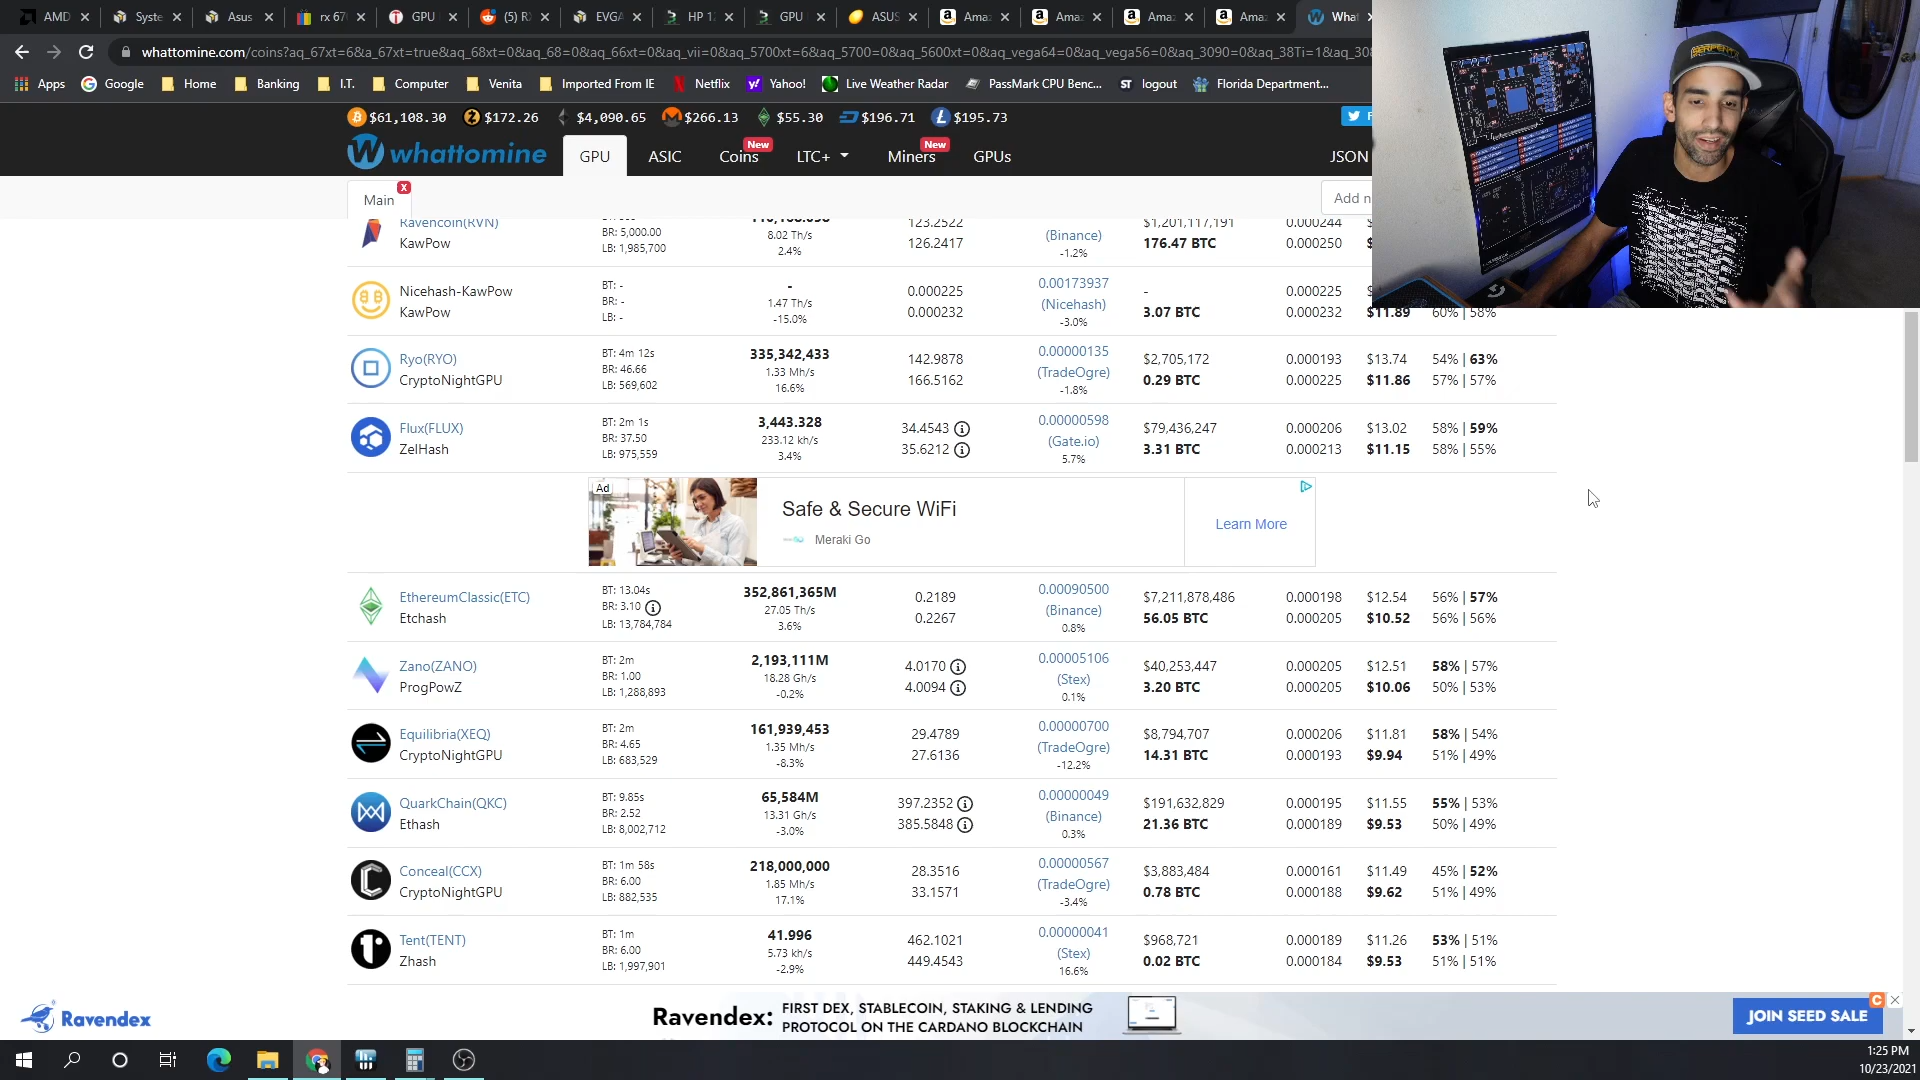 AMD
Syste
Asus
rx 67
GPU
(5) R
EVGA
HP 1
GPU
ASUS
Amaz
Amaz
Amaz
Amaz
What
whattomine.com/coins?aq_67xt=6&a_67xt=true&aq_68xt=0&aq_68=0&aq_66xt=0&aq_vii=0&aq_5700xt=6&aq_5700=0&aq_5600xt=0&aq_vega64=0&aq_vega56=0&aq_3090=0&aq_38Ti=1&aq_30
Apps Google Home Banking I.T. Computer Venita Imported From IE Netflix Yahoo! Live Weather Radar PassMark CPU Benc... ST logout Florida Department...
$61,108.30 $172.26 $4,090.65 $266.13 $55.30 $196.71 $195.73
whattomine GPU ASIC Coins New LTC+ Miners New GPUs JSON
Main x Add n
Ravencoin(RVN) 123.2522 $1,201,117,191 0.000244
KawPow
BR: 5,000.00
LB: 1,985,700
8.02 Th/s
2.4%
126.2417
(Binance)
-1.2%
176.47 BTC
0.000250
Nicehash-KawPow
KawPow
BT: -
BR: -
LB: -
-
1.47 Th/s
-15.0%
0.000225
0.000232
0.00173937
(Nicehash)
-3.0%
-
3.07 BTC
0.000225
0.000232
$11.89
60% | 58%
Ryo(RYO)
CryptoNightGPU
BT: 4m 12s
BR: 46.66
LB: 569,602
335,342,433
1.33 Mh/s
16.6%
142.9878
166.5162
0.00000135
(TradeOgre)
-1.8%
$2,705,172
0.29 BTC
0.000193
0.000225
$13.74
$11.86
54% | 63%
57% | 57%
Flux(FLUX)
ZelHash
BT: 2m 1s
BR: 37.50
LB: 975,559
3,443.328
233.12 kh/s
3.4%
34.4543
35.6212
0.00000598
(Gate.io)
5.7%
$79,436,247
3.31 BTC
0.000206
0.000213
$13.02
$11.15
58% | 59%
58% | 55%
Ad
Safe & Secure WiFi
Meraki Go
Learn More
EthereumClassic(ETC)
Etchash
BT: 13.04s
BR: 3.10
LB: 13,784,784
352,861,365M
27.05 Th/s
3.6%
0.2189
0.2267
0.00090500
(Binance)
0.8%
$7,211,878,486
56.05 BTC
0.000198
0.000205
$12.54
$10.52
56% | 57%
56% | 56%
Zano(ZANO)
ProgPowZ
BT: 2m
BR: 1.00
LB: 1,288,893
2,193,111M
18.28 Gh/s
-0.2%
4.0170
4.0094
0.00005106
(Stex)
0.1%
$40,253,447
3.20 BTC
0.000205
0.000205
$12.51
$10.06
58% | 57%
50% | 53%
Equilibria(XEQ)
CryptoNightGPU
BT: 2m
BR: 4.65
LB: 683,529
161,939,453
1.35 Mh/s
-8.3%
29.4789
27.6136
0.00000700
(TradeOgre)
-12.2%
$8,794,707
14.31 BTC
0.000206
0.000193
$11.81
$9.94
58% | 54%
51% | 49%
QuarkChain(QKC)
Ethash
BT: 9.85s
BR: 2.52
LB: 8,002,712
65,584M
13.31 Gh/s
-3.0%
397.2352
385.5848
0.00000049
(Binance)
0.3%
$191,632,829
21.36 BTC
0.000195
0.000189
$11.55
$9.53
55% | 53%
50% | 49%
Conceal(CCX)
CryptoNightGPU
BT: 1m 58s
BR: 6.00
LB: 882,535
218,000,000
1.85 Mh/s
17.1%
28.3516
33.1571
0.00000567
(TradeOgre)
-3.4%
$3,883,484
0.78 BTC
0.000161
0.000188
$11.49
$9.62
45% | 52%
51% | 49%
Tent(TENT)
Zhash
BT: 1m
BR: 6.00
LB: 1,997,901
41.996
5.73 kh/s
-2.9%
462.1021
449.4543
0.00000041
(Stex)
16.6%
$968,721
0.02 BTC
0.000189
0.000184
$11.26
$9.53
53% | 51%
51% | 51%
Ravendex
Ravendex:
FIRST DEX, STABLECOIN, STAKING & LENDING
PROTOCOL ON THE CARDANO BLOCKCHAIN
JOIN SEED SALE
1:25 PM
10/23/2021